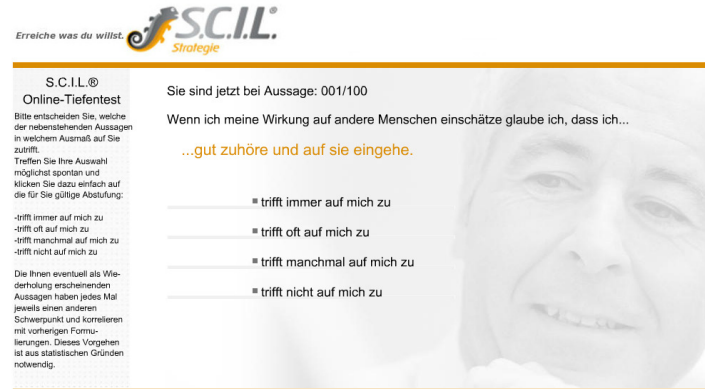 Erreiche was du willst.
S.C.I.L.®
Strategie
S.C.I.L.®
Online-Tiefentest
Bitte entscheiden Sie, welche
der nebenstehenden Aussagen
in welchem Ausmaß auf Sie
zutrifft.
Treffen Sie Ihre Auswahl
möglichst spontan und
klicken Sie dazu einfach auf
die für Sie gültige Abstufung:
-trifft immer auf mich zu
-trifft oft auf mich zu
-trifft manchmal auf mich zu
-trifft nicht auf mich zu
Die Ihnen eventuell als Wie-
derholung erscheinenden
Aussagen haben jedes Mal
jeweils einen anderen
Schwerpunkt und korrelieren
mit vorherigen Formu-
lierungen. Dieses Vorgehen
ist aus statistischen Gründen
notwendig.
Sie sind jetzt bei Aussage: 001/100
Wenn ich meine Wirkung auf andere Menschen einschätze glaube ich, dass ich...
...gut zuhöre und auf sie eingehe.
trifft immer auf mich zu
trifft oft auf mich zu
trifft manchmal auf mich zu
trifft nicht auf mich zu